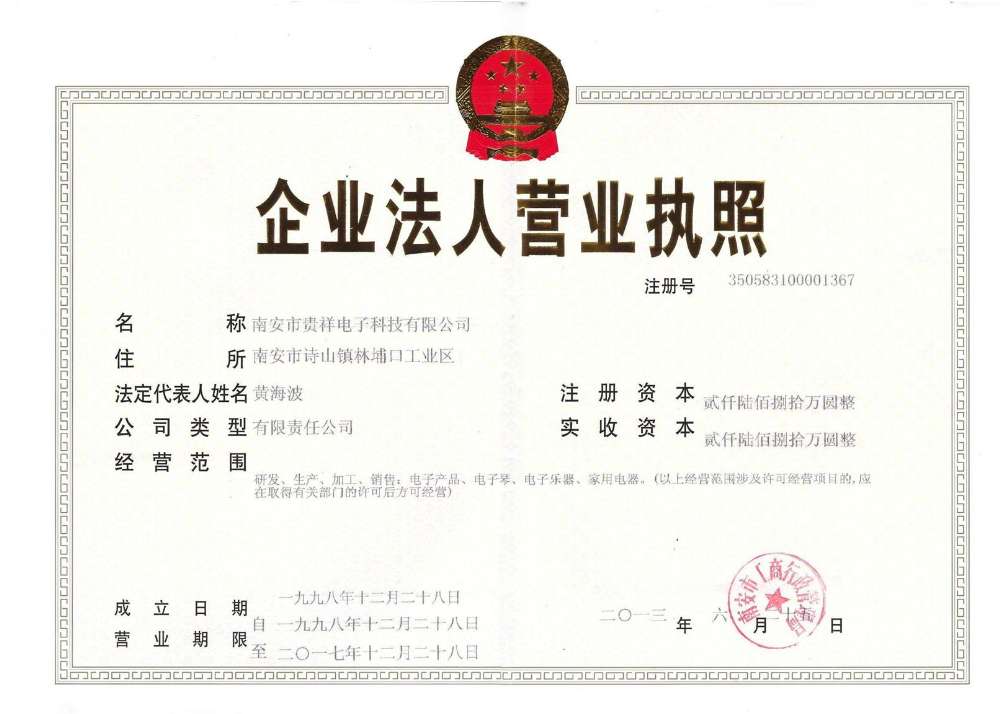 企业法人营业执照
注册号 350583100001367
名称 南安市贵祥电子科技有限公司
住所 南安市诗山镇林埔口工业区
法定代表人姓名 黄海波
注册资本 贰仟陆佰捌拾万圆整
公司类型 有限责任公司
实收资本 贰仟陆佰捌拾万圆整
经营范围
研发、生产、加工、销售：电子产品、电子琴、电子乐器、家用电器。(以上经营范围涉及许可经营项目的,应
在取得有关部门的许可后方可经营)
成立日期 一九九八年十二月二十八日
营业期限 自 一九九八年十二月二十八日
至 二〇一七年十二月二十八日
二〇一三年六月二十五日
南安市工商行政管理局